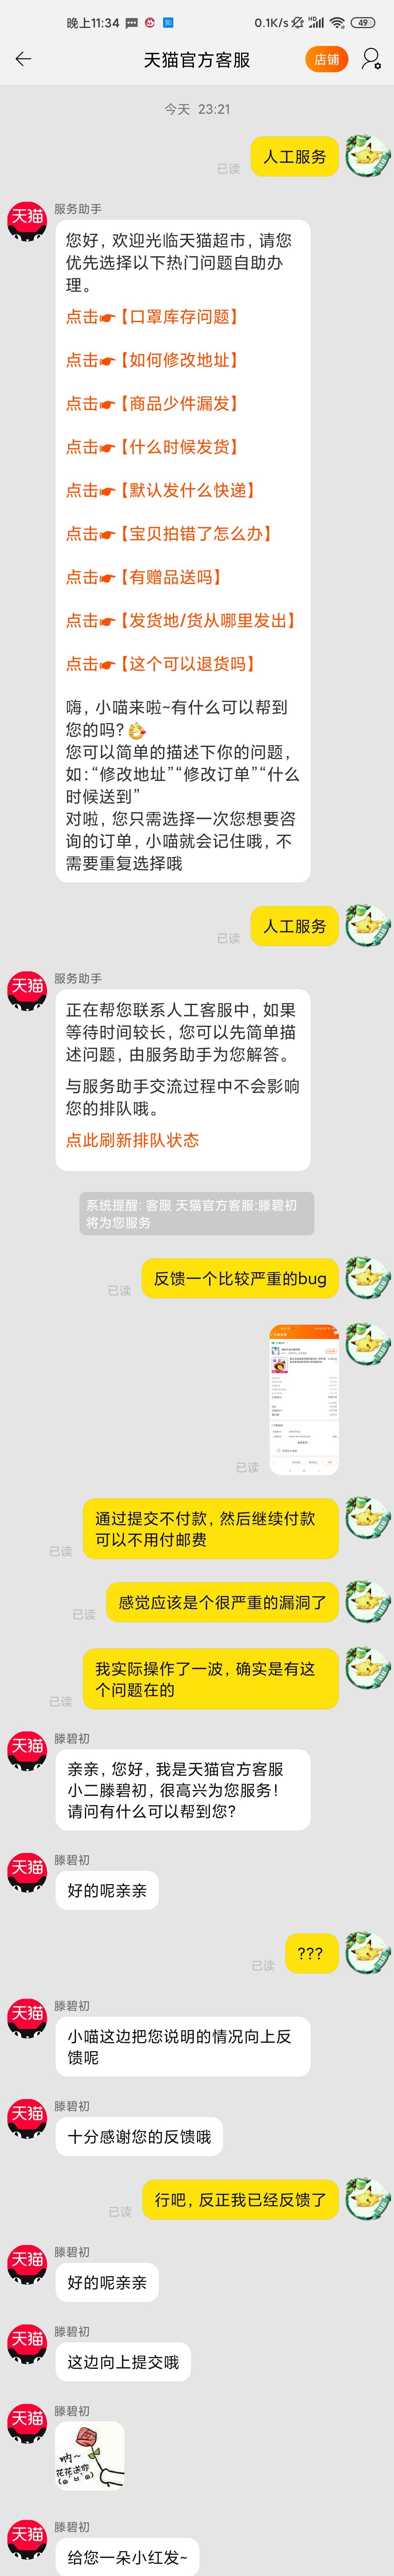 晚上11:34
0.1K/s
HD
49
天猫官方客服
店铺
今天 23:21
人工服务
已读
服务助手
天猫
您好，欢迎光临天猫超市，请您
优先选择以下热门问题自助办
理。
点击👉【口罩库存问题】
点击👉【如何修改地址】
点击👉【商品少件漏发】
点击👉【什么时候发货】
点击👉【默认发什么快递】
点击👉【宝贝拍错了怎么办】
点击👉【有赠品送吗】
点击👉【发货地/货从哪里发出】
点击👉【这个可以退货吗】
嗨，小喵来啦~有什么可以帮到
您的吗?
您可以简单的描述下你的问题，
如:“修改地址”“修改订单”“什么
时候送到”
对啦，您只需选择一次您想要咨
询的订单，小喵就会记住哦，不
需要重复选择哦
人工服务
已读
服务助手
天猫
正在帮您联系人工客服中，如果
等待时间较长，您可以先简单描
述问题，由服务助手为您解答。
与服务助手交流过程中不会影响
您的排队哦。
点此刷新排队状态
系统提醒: 客服 天猫官方客服:滕碧初
将为您服务
反馈一个比较严重的bug
已读
已读
通过提交不付款，然后继续付款
可以不用付邮费
已读
感觉应该是个很严重的漏洞了
已读
我实际操作了一波，确实是有这
个问题在的
已读
滕碧初
天猫
亲亲，您好，我是天猫官方客服
小二滕碧初，很高兴为您服务！
请问有什么可以帮到您?
滕碧初
天猫
好的呢亲亲
???
已读
滕碧初
天猫
小喵这边把您说明的情况向上反
馈呢
滕碧初
天猫
十分感谢您的反馈哦
行吧，反正我已经反馈了
已读
滕碧初
天猫
好的呢亲亲
滕碧初
天猫
这边向上提交哦
滕碧初
天猫
呐~
花花送你
滕碧初
天猫
给您一朵小红发~